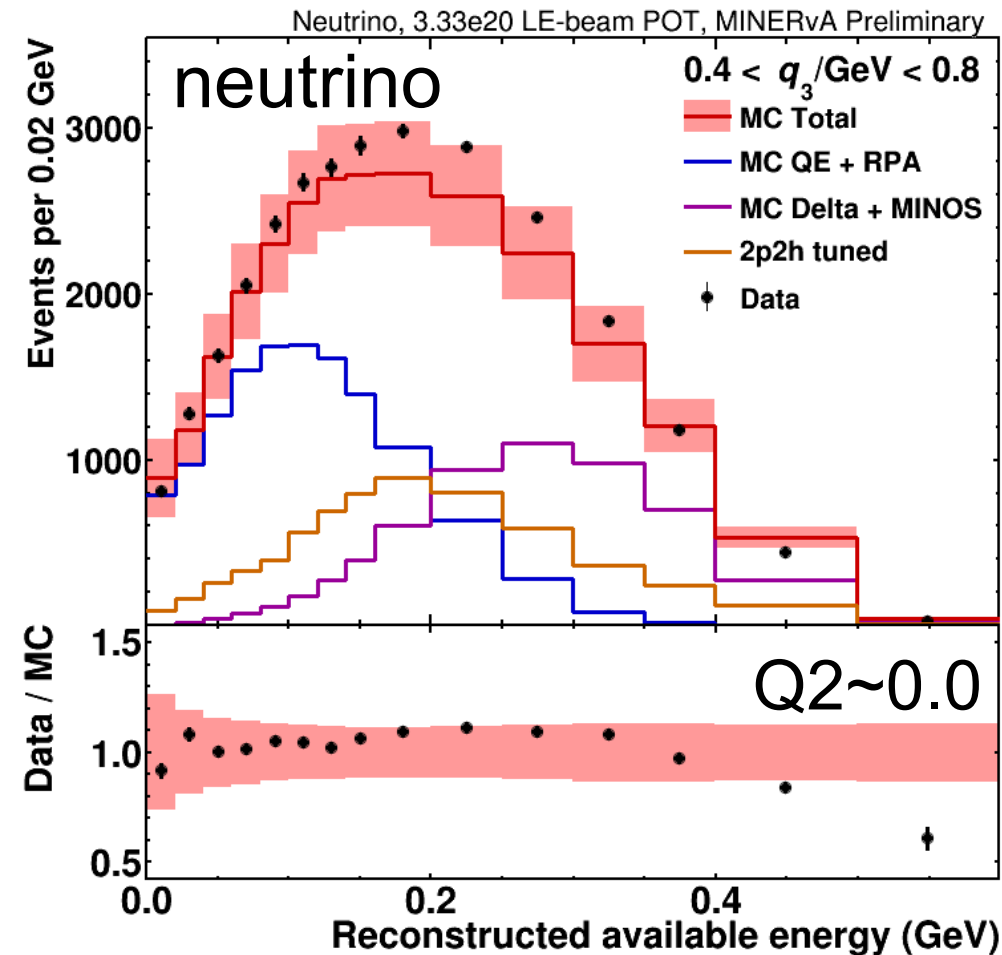 Neutrino, 3.33e20 LE-beam POT, MINERvA Preliminary
neutrino
0.4 < q3/GeV < 0.8
MC Total
MC QE + RPA
MC Delta + MINOS
2p2h tuned
Data
Events per 0.02 GeV
3000
2000
1000
Q2~0.0
Data / MC
1.5
1.0
0.5
0.0 0.2 0.4
Reconstructed available energy (GeV)